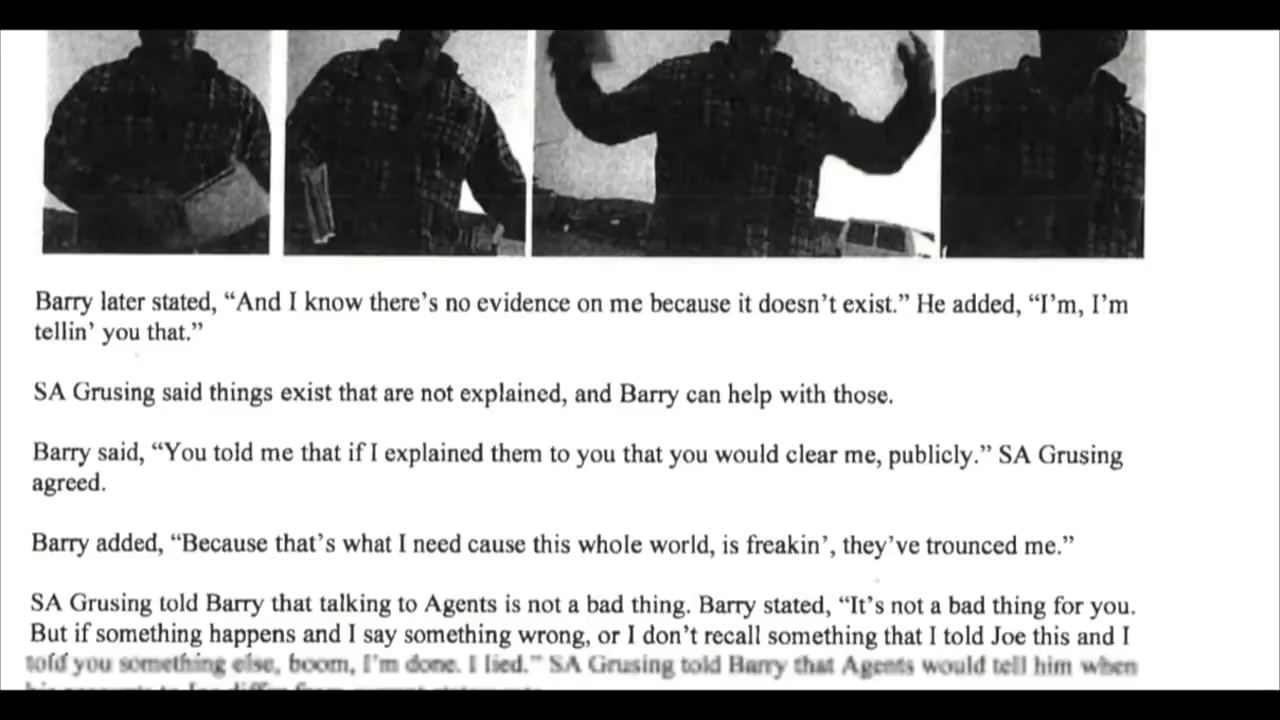 Barry later stated, “And I know there’s no evidence on me because it doesn’t exist.” He added, “I’m, I’m
tellin’ you that.”
SA Grusing said things exist that are not explained, and Barry can help with those.
Barry said, “You told me that if I explained them to you that you would clear me, publicly.” SA Grusing
agreed.
Barry added, “Because that’s what I need cause this whole world, is freakin’, they’ve trounced me.”
SA Grusing told Barry that talking to Agents is not a bad thing. Barry stated, “It’s not a bad thing for you.
But if something happens and I say something wrong, or I don’t recall something that I told Joe this and I
told you something else, boom, I’m done. I lied.” SA Grusing told Barry that Agents would tell him when